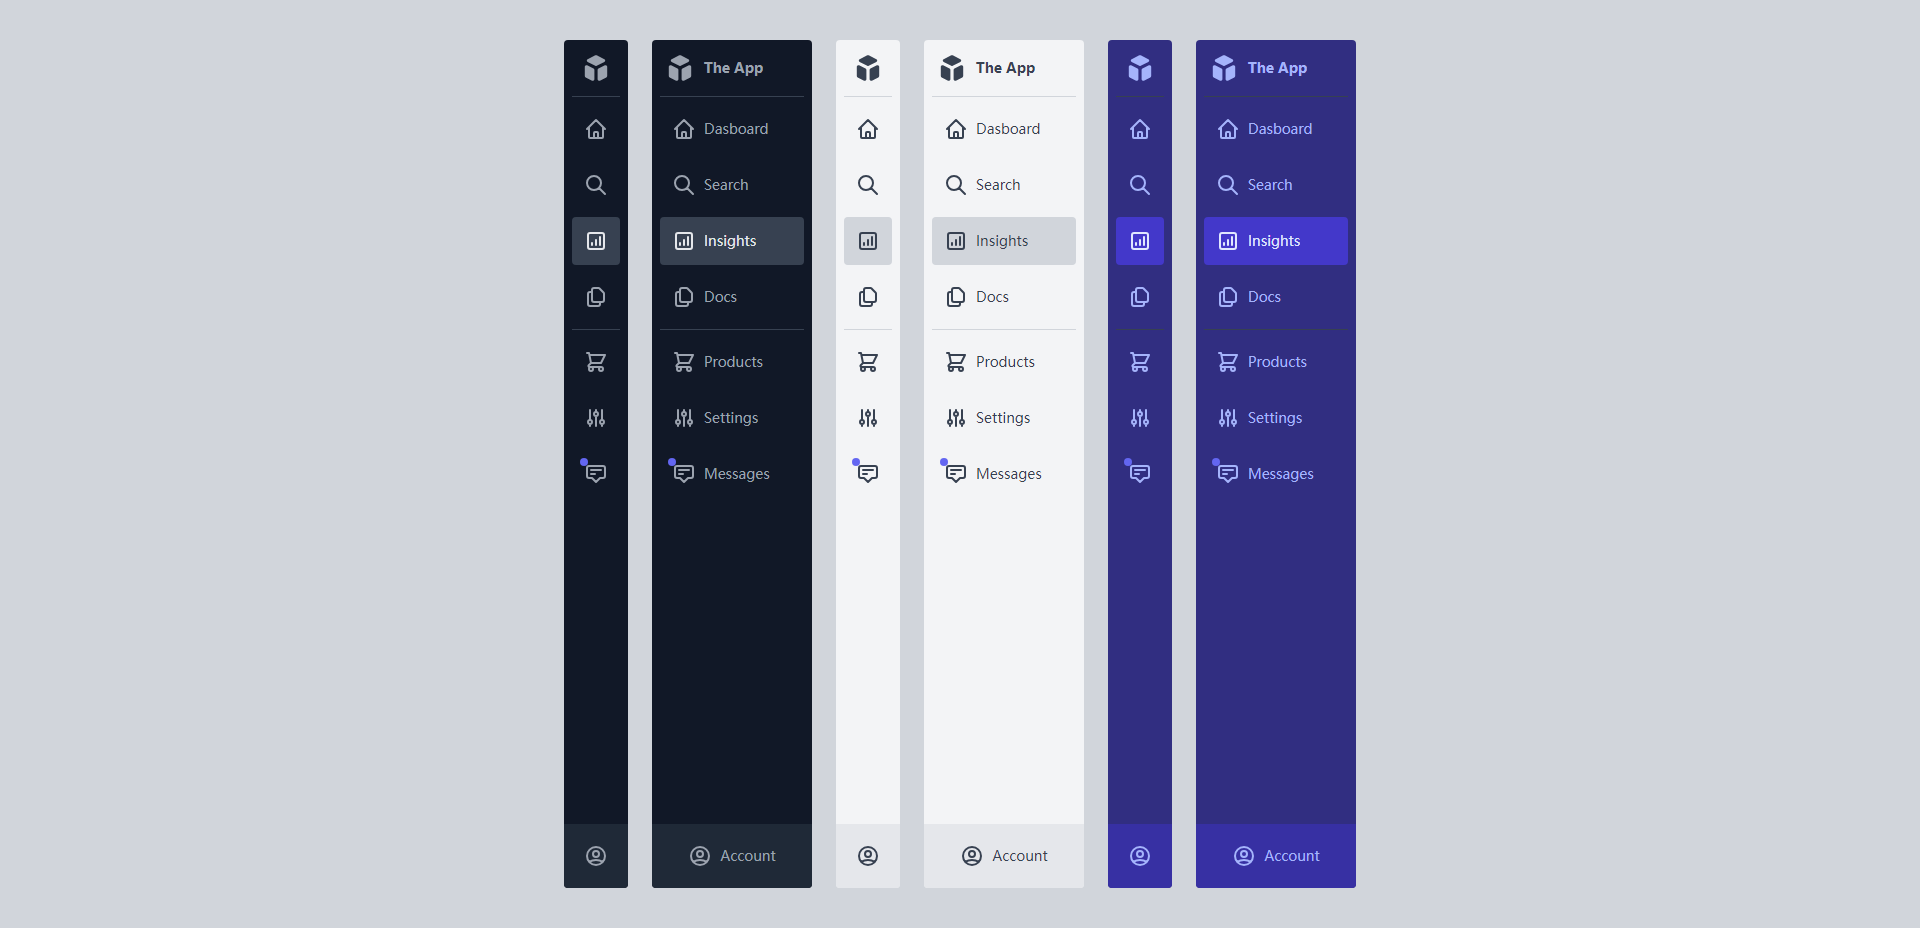 The App
Dasboard
Search
Insights
Docs
Products
Settings
Messages
Account
The App
Dasboard
Search
Insights
Docs
Products
Settings
Messages
Account
The App
Dasboard
Search
Insights
Docs
Products
Settings
Messages
Account